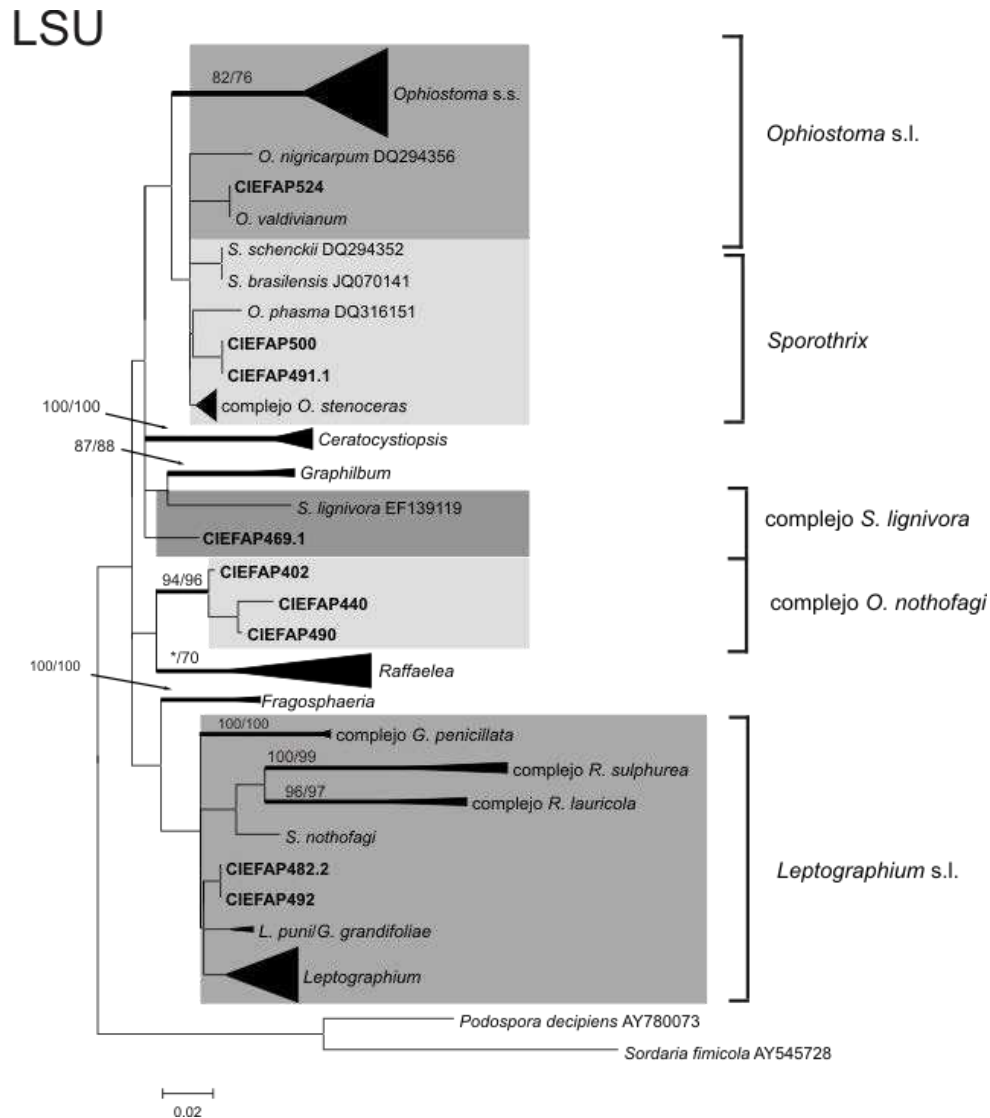 LSU
82/76
Ophiostoma s.s.
O. nigricarpum DQ294356
CIEFAP524
O. valdivianum
Ophiostoma s.l.
S. schenckii DQ294352
S. brasilensis JQ070141
O. phasma DQ316151
CIEFAP500
CIEFAP491.1
complejo O. stenoceras
Sporothrix
100/100
Ceratocystiopsis
87/88
Graphilbum
S. lignivora EF139119
CIEFAP469.1
complejo S. lignivora
94/96
CIEFAP402
CIEFAP440
CIEFAP490
complejo O. nothofagi
*/70
Raffaelea
100/100
Fragosphaeria
100/100
complejo G. penicillata
100/99
complejo R. sulphurea
96/97
complejo R. lauricola
S. nothofagi
CIEFAP482.2
CIEFAP492
L. puni/G. grandifoliae
Leptographium
Leptographium s.l.
Podospora decipiens AY780073
Sordaria fimicola AY545728
0.02